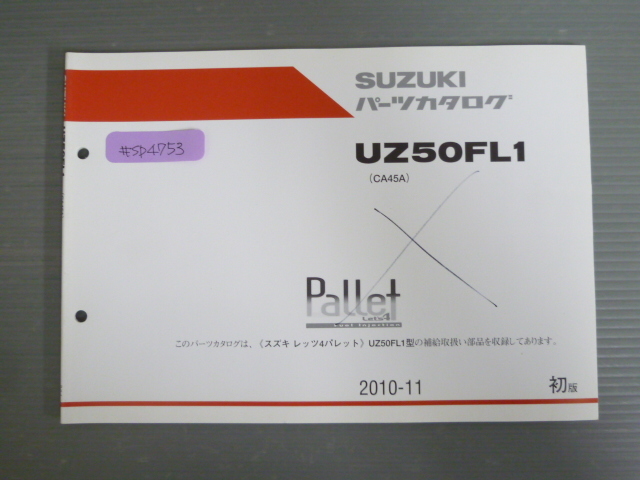 SUZUKI
パーツカタログ
#SD4753
UZ50FL1
(CA45A)
Pallet
Let's4
このパーツカタログは、〈スズキ レッツ4パレット〉UZ50FL1型の補給取扱い部品を収録してあります。
2010-11
初版